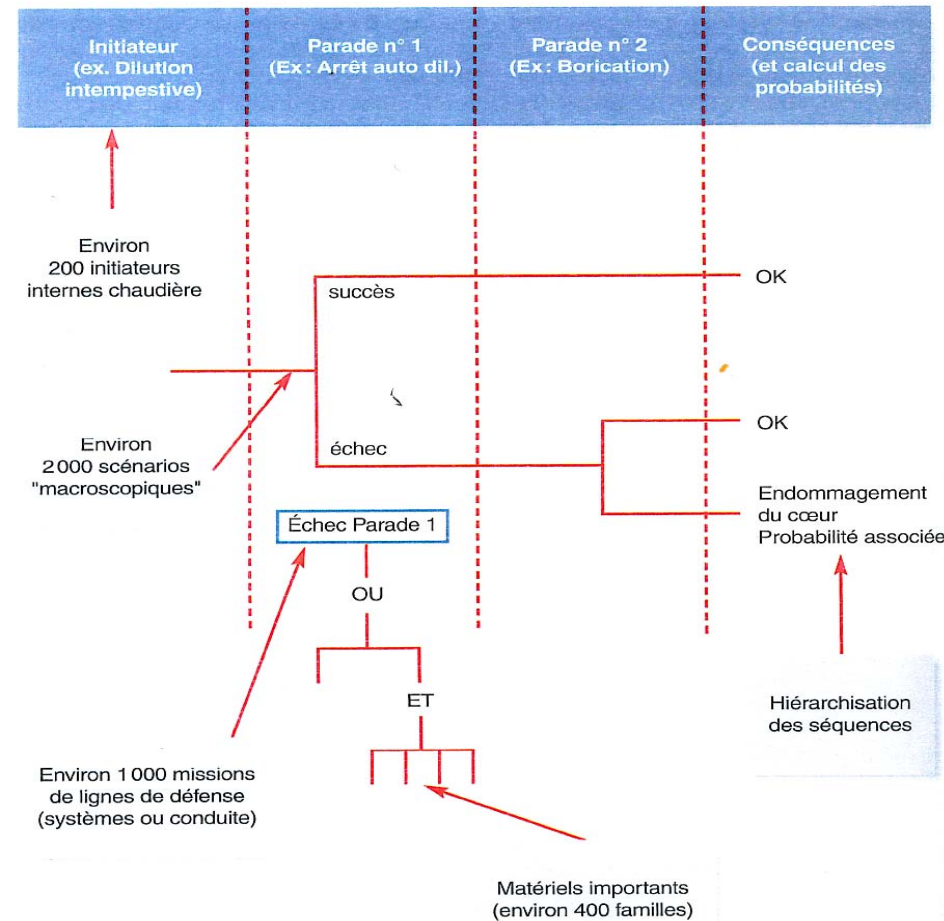 Initiateur
(ex. Dilution
intempestive)
Parade n° 1
(Ex : Arrêt auto dil.)
Parade n° 2
(Ex : Borication)
Conséquences
(et calcul des
probabilités)
Environ
200 initiateurs
internes chaudière
succès
OK
Environ
2 000 scénarios
"macroscopiques"
échec
OK
Endommagement
du cœur
Probabilité associée
Échec Parade 1
OU
ET
Hiérarchisation
des séquences
Environ 1 000 missions
de lignes de défense
(systèmes ou conduite)
Matériels importants
(environ 400 familles)